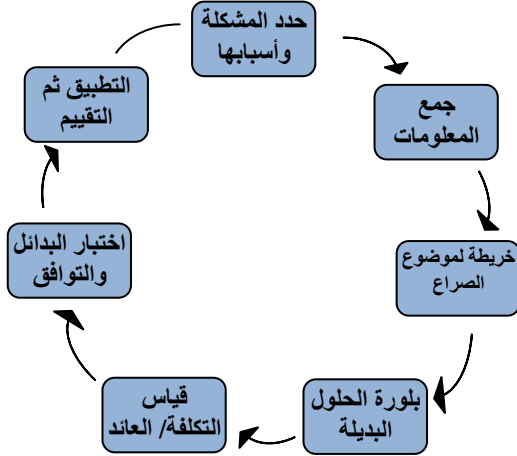 حدد المشكلة
وأسبابها
جمع
المعلومات
خريطة لموضوع
الصراع
بلورة الحلول
البديلة
قياس
التكلفة/ العائد
اختبار البدائل
والتوافق
التطبيق ثم
التقييم